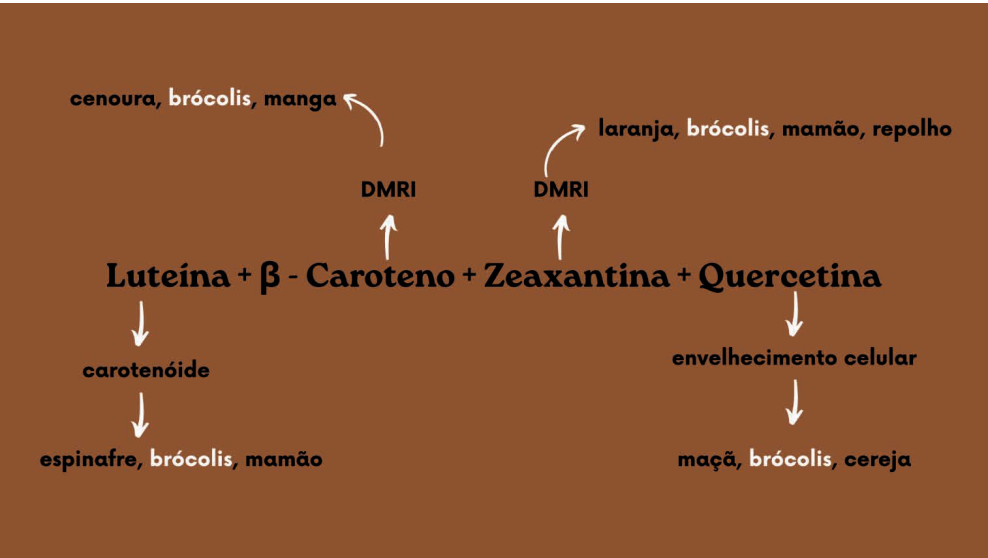 cenoura, brócolis, manga
laranja, brócolis, mamão, repolho
DMRI
DMRI
Luteína + β - Caroteno + Zeaxantina + Quercetina
carotenóide
envelhecimento celular
espinafre, brócolis, mamão
maçã, brócolis, cereja